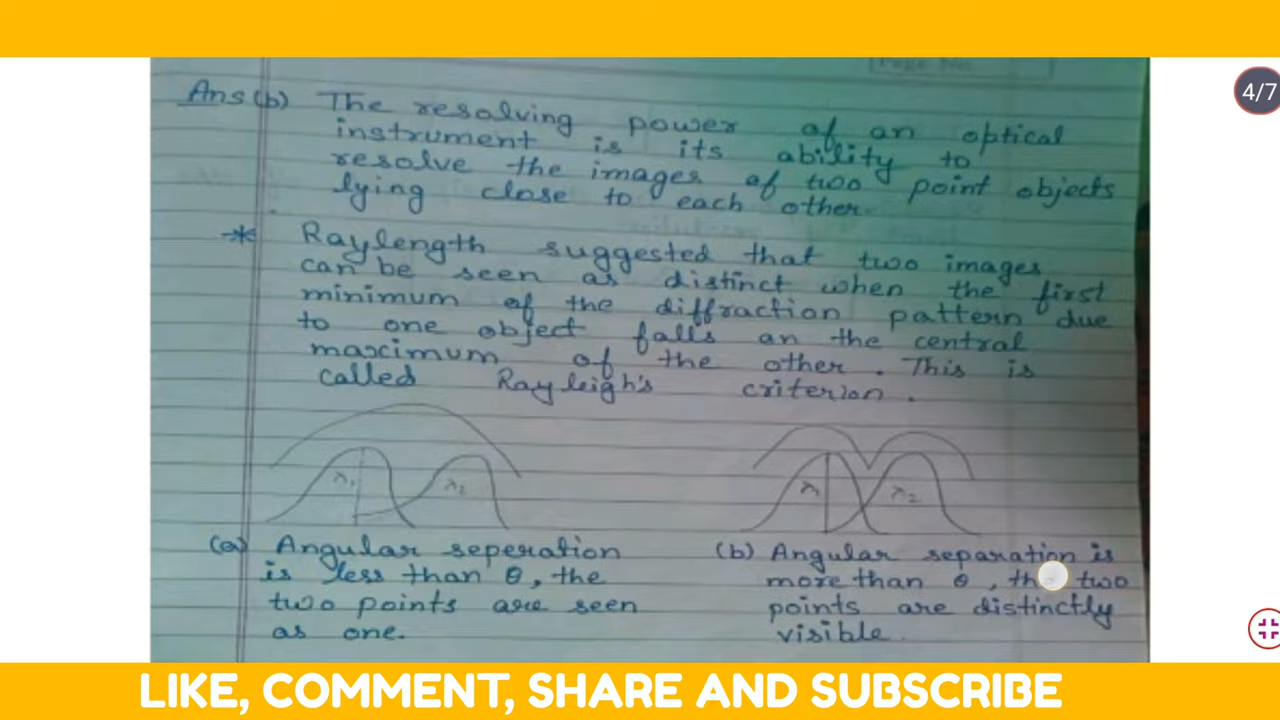 4/7
Ans (b) The resolving power of an optical
instrument is its ability to
resolve the images of two point objects
lying close to each other.
* Raylength suggested that two images
can be seen as distinct when the first
minimum of the diffraction pattern due
to one object falls an the central
maximum of the other. This is
called Rayleigh's criterion.
λ1 λ2
λ1 λ2
(a) Angular seperation
is less than θ, the
two points are seen
as one.
(b) Angular separation is
more than θ, the two
points are distinctly
visible.
LIKE, COMMENT, SHARE AND SUBSCRIBE